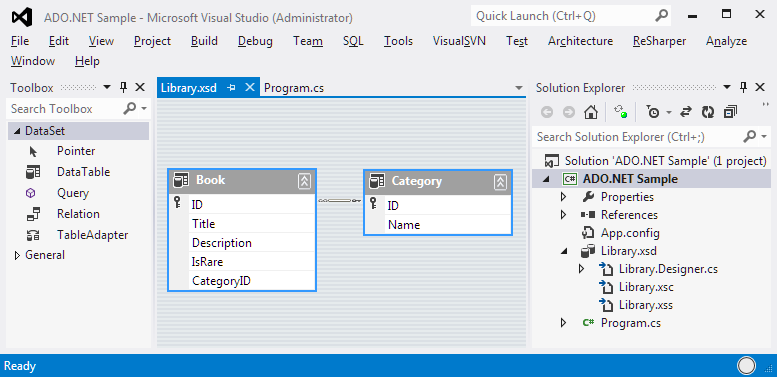 ADO.NET Sample - Microsoft Visual Studio (Administrator)
Quick Launch (Ctrl+Q)
File Edit View Project Build Debug Team SQL Tools VisualSVN Test Architecture ReSharper Analyze
Window Help
Toolbox
Search Toolbox
DataSet
Pointer
DataTable
Query
Relation
TableAdapter
General
Library.xsd
Program.cs
Book
ID
Title
Description
IsRare
CategoryID
Category
ID
Name
Solution Explorer
Search Solution Explorer (Ctrl+;)
Solution 'ADO.NET Sample' (1 project)
C# ADO.NET Sample
Properties
References
App.config
Library.xsd
Library.Designer.cs
Library.xsc
Library.xss
C# Program.cs
Ready